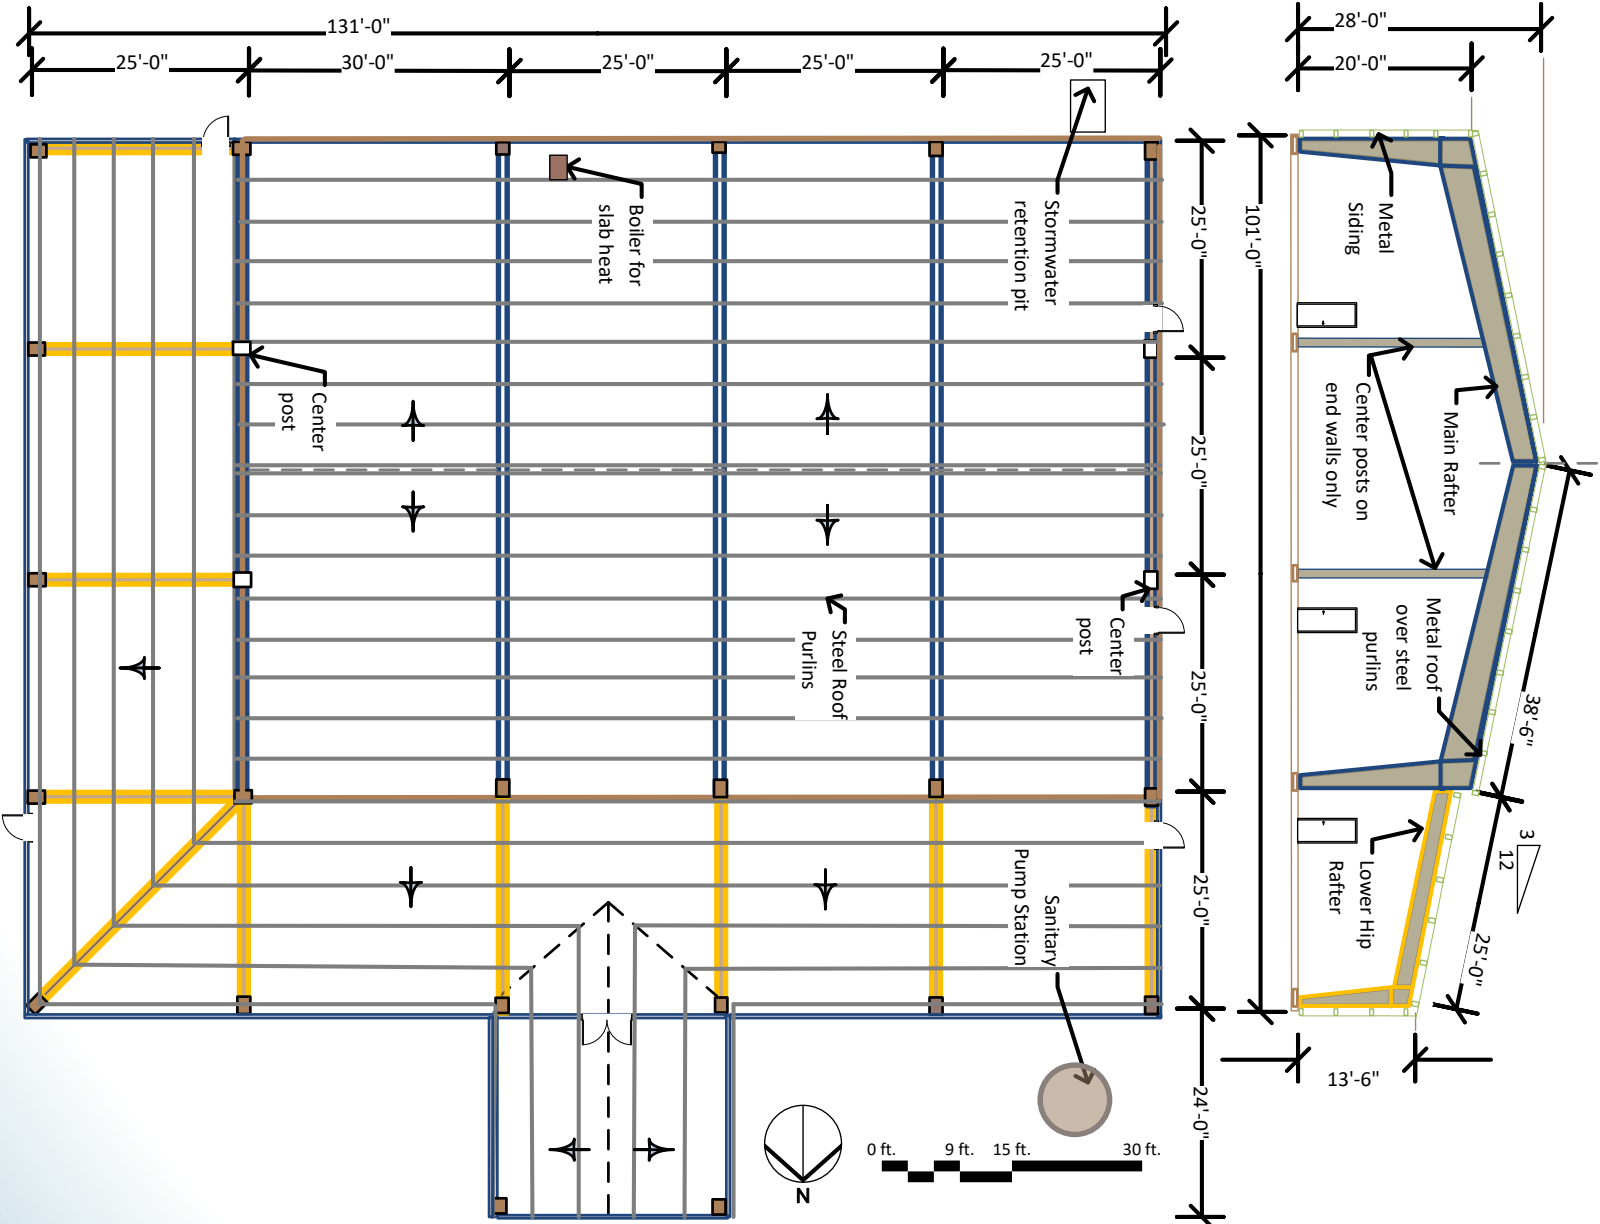 131'-0"
28'-0"
25'-0"
30'-0"
25'-0"
25'-0"
25'-0"
20'-0"
Boiler for
slab heat
Stormwater
retention pit
25'-0"
101'-0"
Metal
Siding
Center
post
25'-0"
Center posts on
end walls only
Main Rafter
Steel Roof
Purlins
Center
post
25'-0"
Metal roof
over steel
purlins
38'-6"
3
12
Sanitary
Pump Station
25'-0"
Lower Hip
Rafter
25'-0"
24'-0"
13'-6"
N
0 ft.
9 ft.
15 ft.
30 ft.